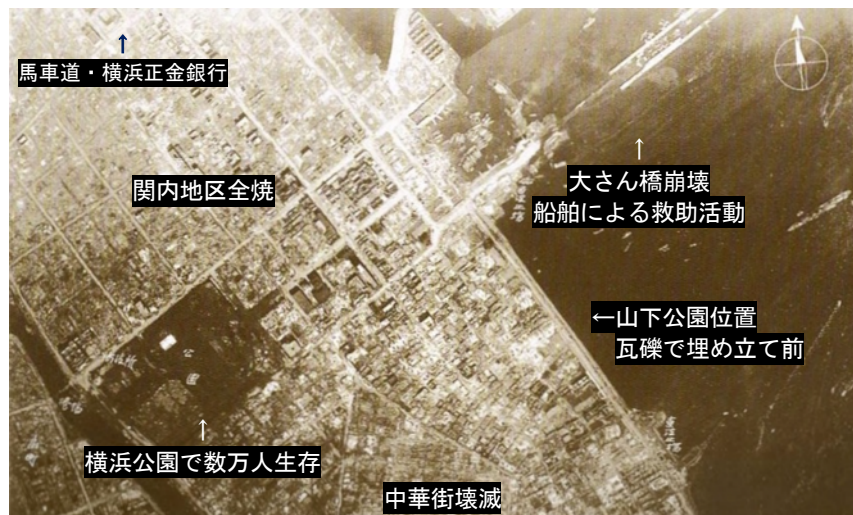 ↑
馬車道・横浜正金銀行
関内地区全焼
↑
大さん橋崩壊
船舶による救助活動
←山下公園位置
瓦礫で埋め立て前
公
園
↑
横浜公園で数万人生存
中華街壊滅